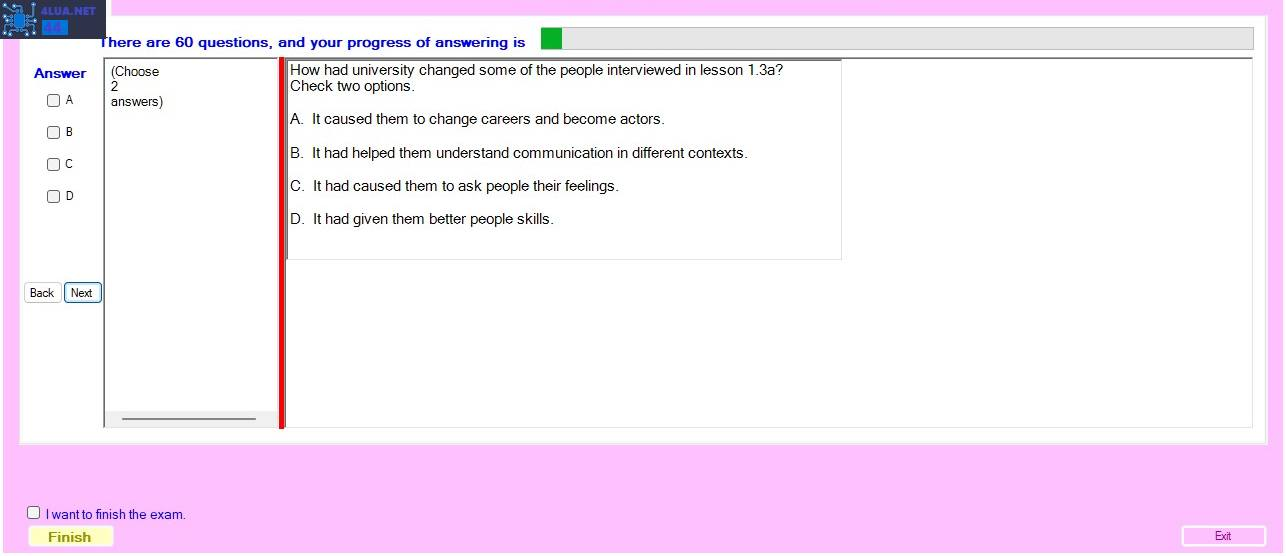 4LUA.NET
44
There are 60 questions, and your progress of answering is
Answer
(Choose
2
answers)
A
B
C
D
How had university changed some of the people interviewed in lesson 1.3a?
Check two options.
A. It caused them to change careers and become actors.
B. It had helped them understand communication in different contexts.
C. It had caused them to ask people their feelings.
D. It had given them better people skills.
Back
Next
I want to finish the exam.
Finish
Exit